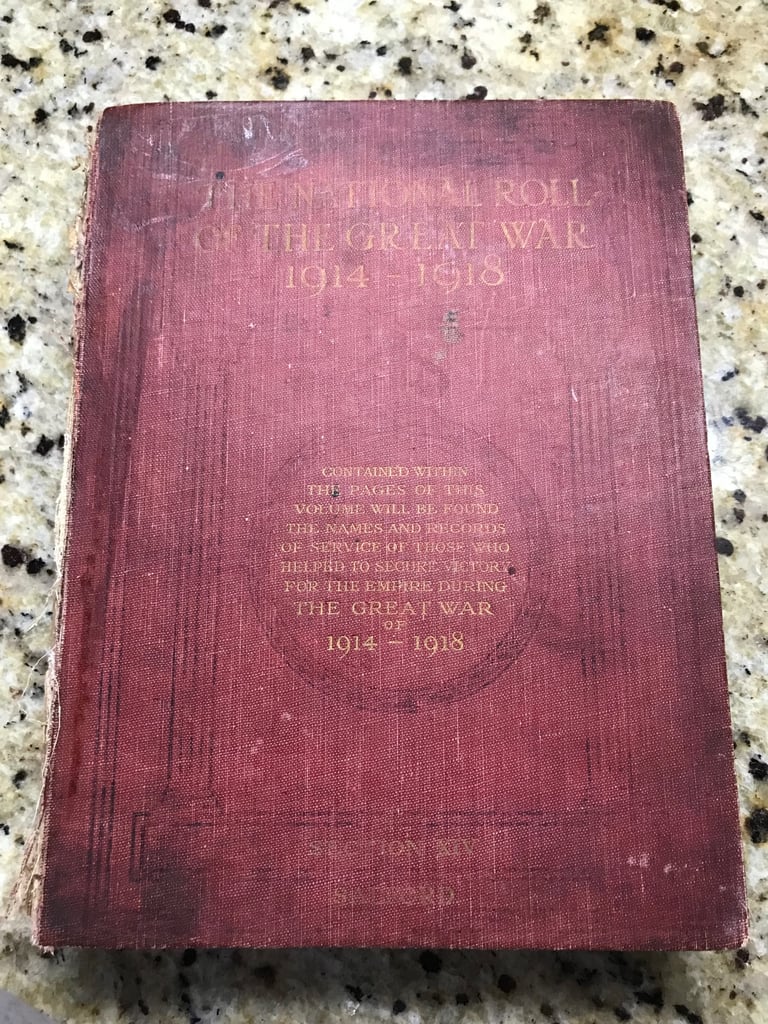 THE NATIONAL ROLL
OF THE GREAT WAR
1914 - 1918
CONTAINED WITHIN
THE PAGES OF THIS
VOLUME WILL BE FOUND
THE NAMES AND RECORDS
OF SERVICE OF THOSE WHO
HELPED TO SECURE VICTORY
FOR THE EMPIRE DURING
THE GREAT WAR
OF
1914 - 1918
SECTION XIV
SALFORD